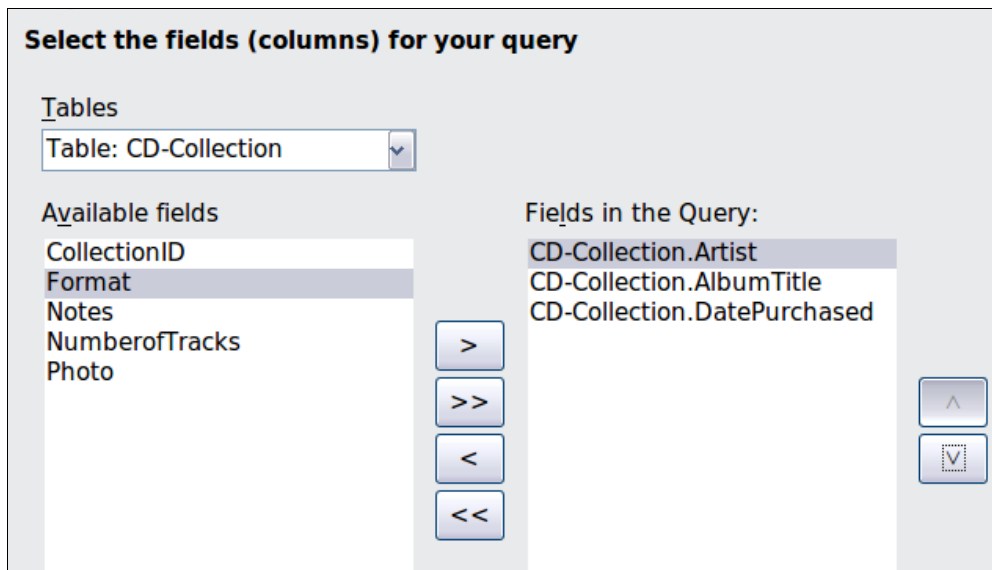 Select the fields (columns) for your query
Tables
Table: CD-Collection
Available fields
CollectionID
Format
Notes
NumberofTracks
Photo
>
>>
<
<<
Fields in the Query:
CD-Collection.Artist
CD-Collection.AlbumTitle
CD-Collection.DatePurchased